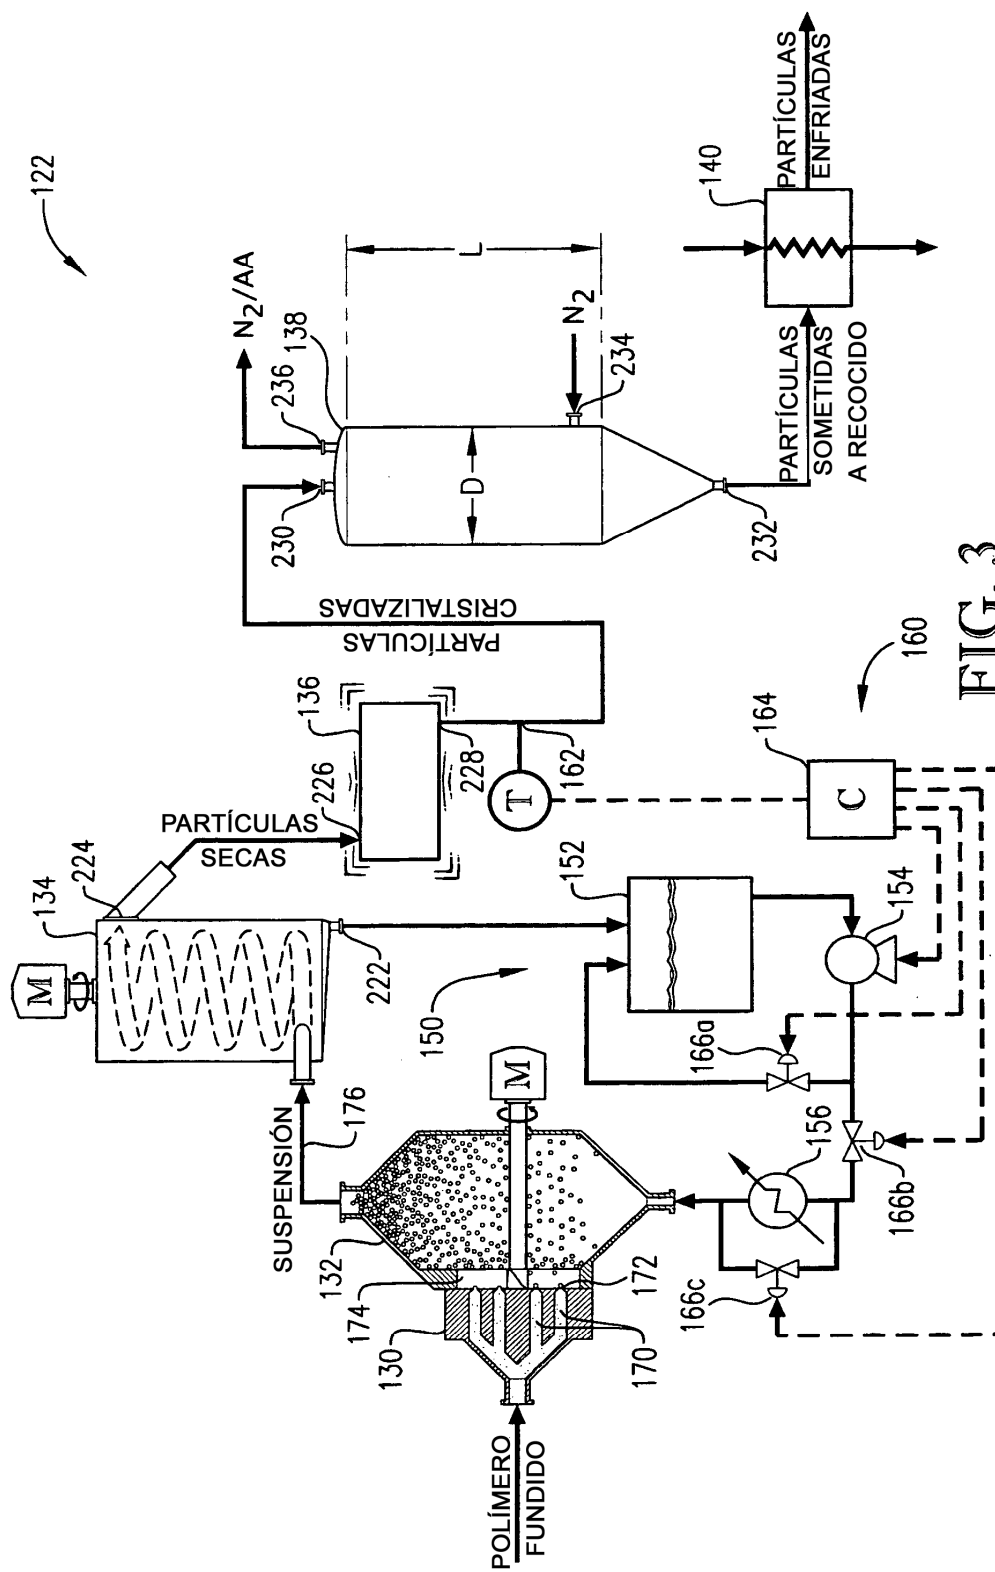 122
N2/AA
236
138
230
L
D
N2
234
232
PARTÍCULAS
SOMETIDAS
A RECOCIDO
140
PARTÍCULAS
ENFRIADAS
PARTÍCULAS
CRISTALIZADAS
M
134
224
PARTÍCULAS
SECAS
226
136
228
162
T
222
SUSPENSIÓN
176
150
152
154
164
C
160
132
174
130
M
172
170
POLÍMERO
FUNDIDO
166a
156
166b
166c
FIG. 3